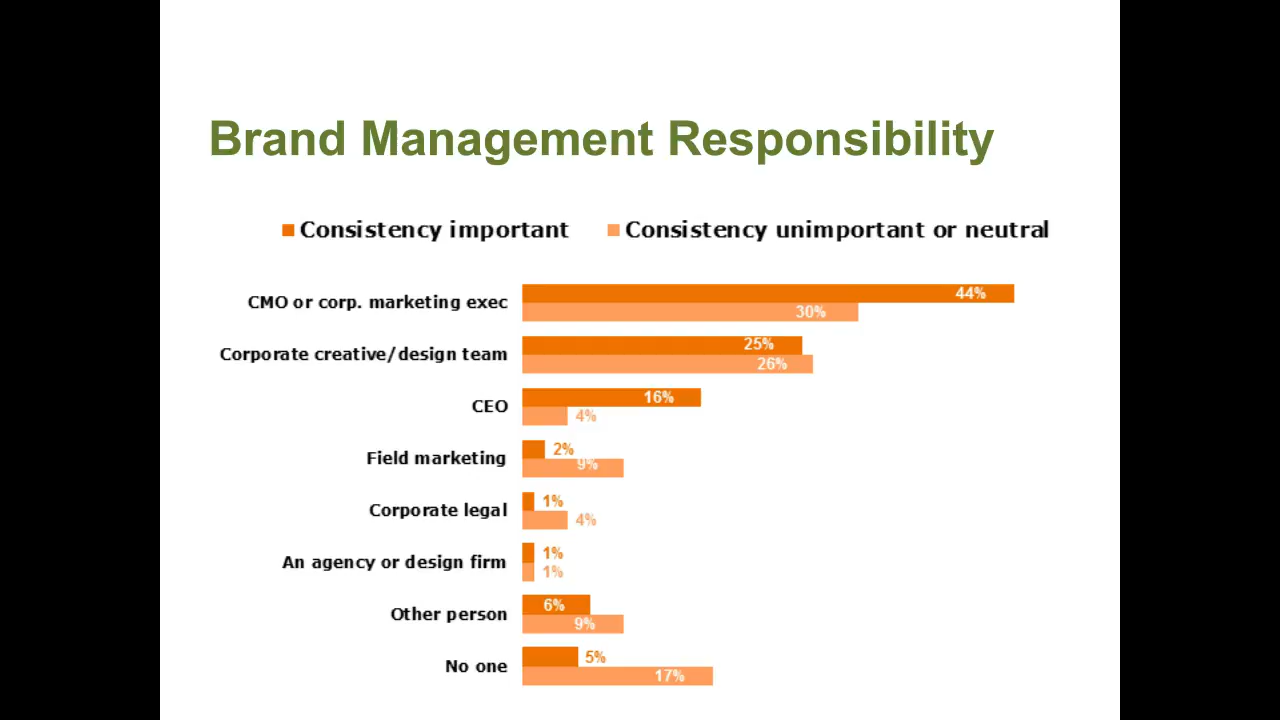 Brand Management Responsibility
Consistency important Consistency unimportant or neutral
CMO or corp. marketing exec 44%
30%
Corporate creative/design team 25%
26%
CEO 16%
4%
Field marketing 2%
9%
Corporate legal 1%
4%
An agency or design firm 1%
1%
Other person 6%
9%
No one 5%
17%